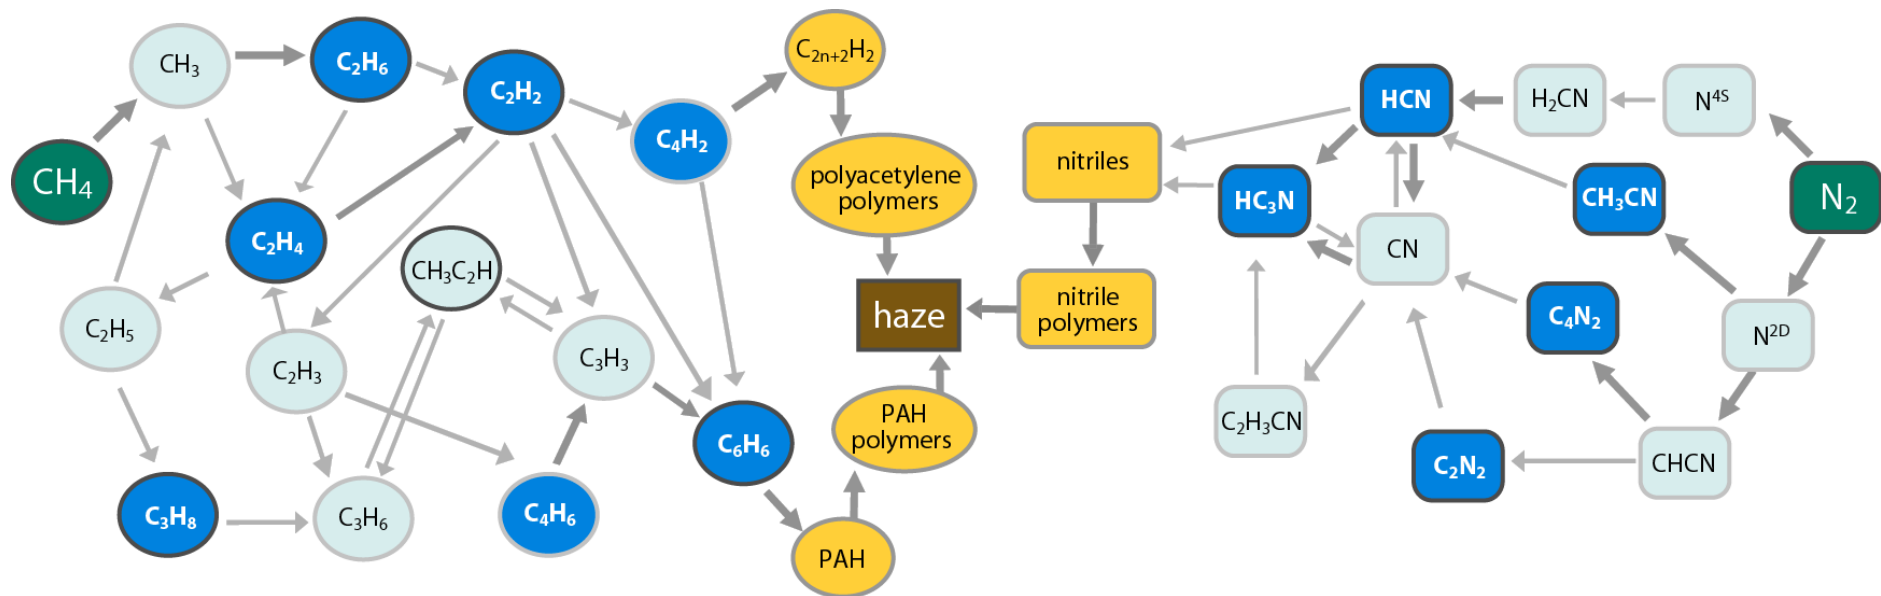 CH₃
C₂H₆
C₂H₂
C₄H₂
C₂ₙ₊₂H₂
CH₄
C₂H₄
CH₃C₂H
polyacetylene
polymers
C₂H₅
C₂H₃
C₃H₃
C₃H₈
C₃H₆
C₄H₆
C₆H₆
PAH
PAH
polymers
haze
nitriles
nitrile
polymers
HCN
H₂CN
N⁴ˢ
HC₃N
CH₃CN
N₂
CN
C₄N₂
N²ᴰ
C₂H₃CN
C₂N₂
CHCN